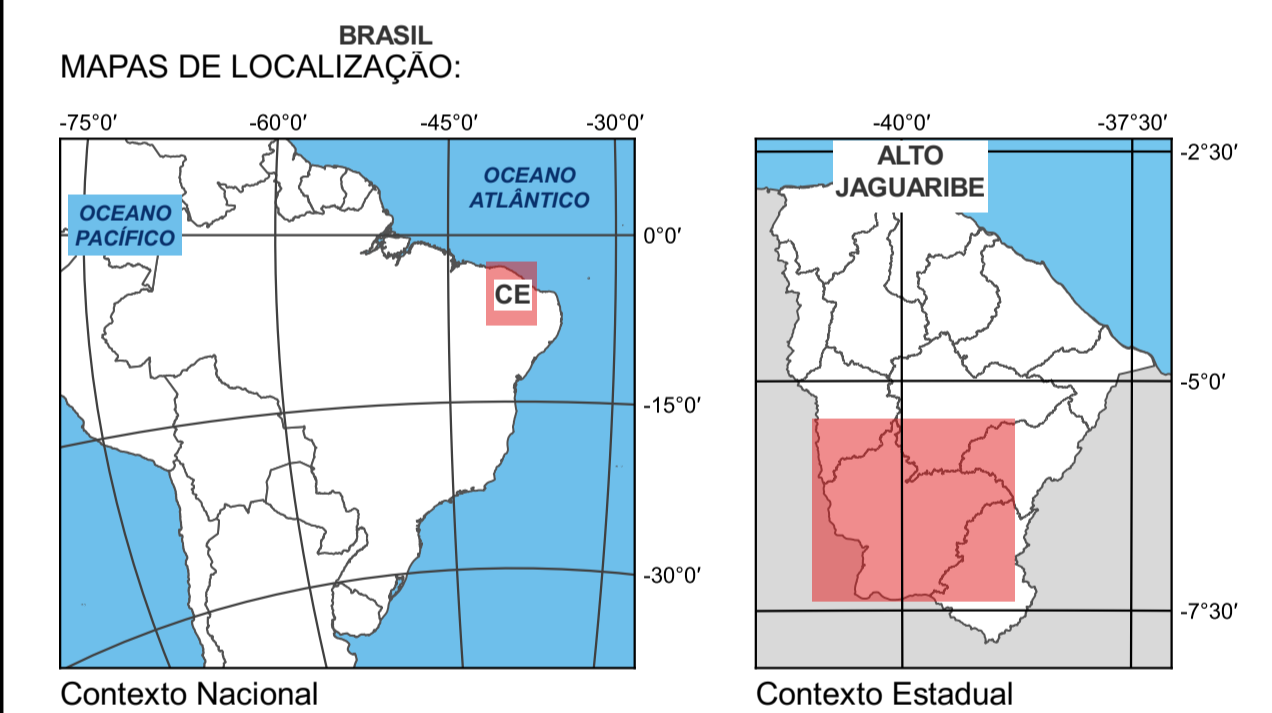 BRASIL
MAPAS DE LOCALIZAÇÃO:
-75°0′ -60°0′ -45°0′ -30°0′
OCEANO
ATLÂNTICO
OCEANO
PACÍFICO
0°0′
CE
-15°0′
-30°0′
Contexto Nacional
-40°0′ -37°30′
ALTO
JAGUARIBE
-2°30′
-5°0′
-7°30′
Contexto Estadual